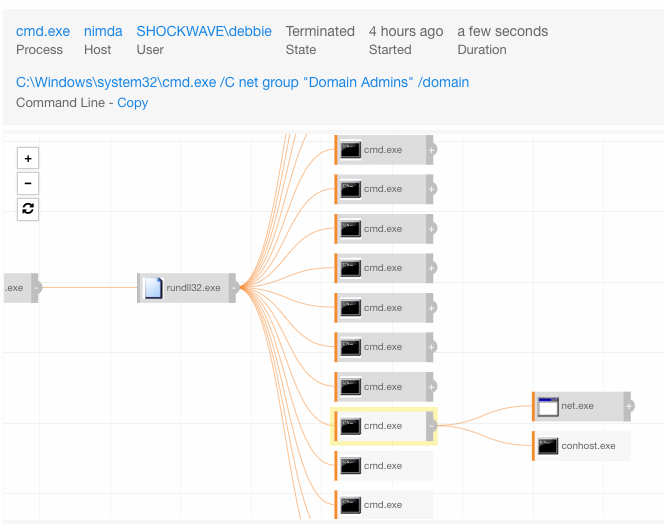 cmd.exe nimda SHOCKWAVE\debbie Terminated 4 hours ago a few seconds
Process Host User State Started Duration
C:\Windows\system32\cmd.exe /C net group "Domain Admins" /domain
Command Line - Copy
+
cmd.exe +
−
cmd.exe +
cmd.exe +
cmd.exe +
.exe -
rundll32.exe -
cmd.exe +
cmd.exe +
cmd.exe +
net.exe +
cmd.exe -
conhost.exe
cmd.exe
cmd.exe